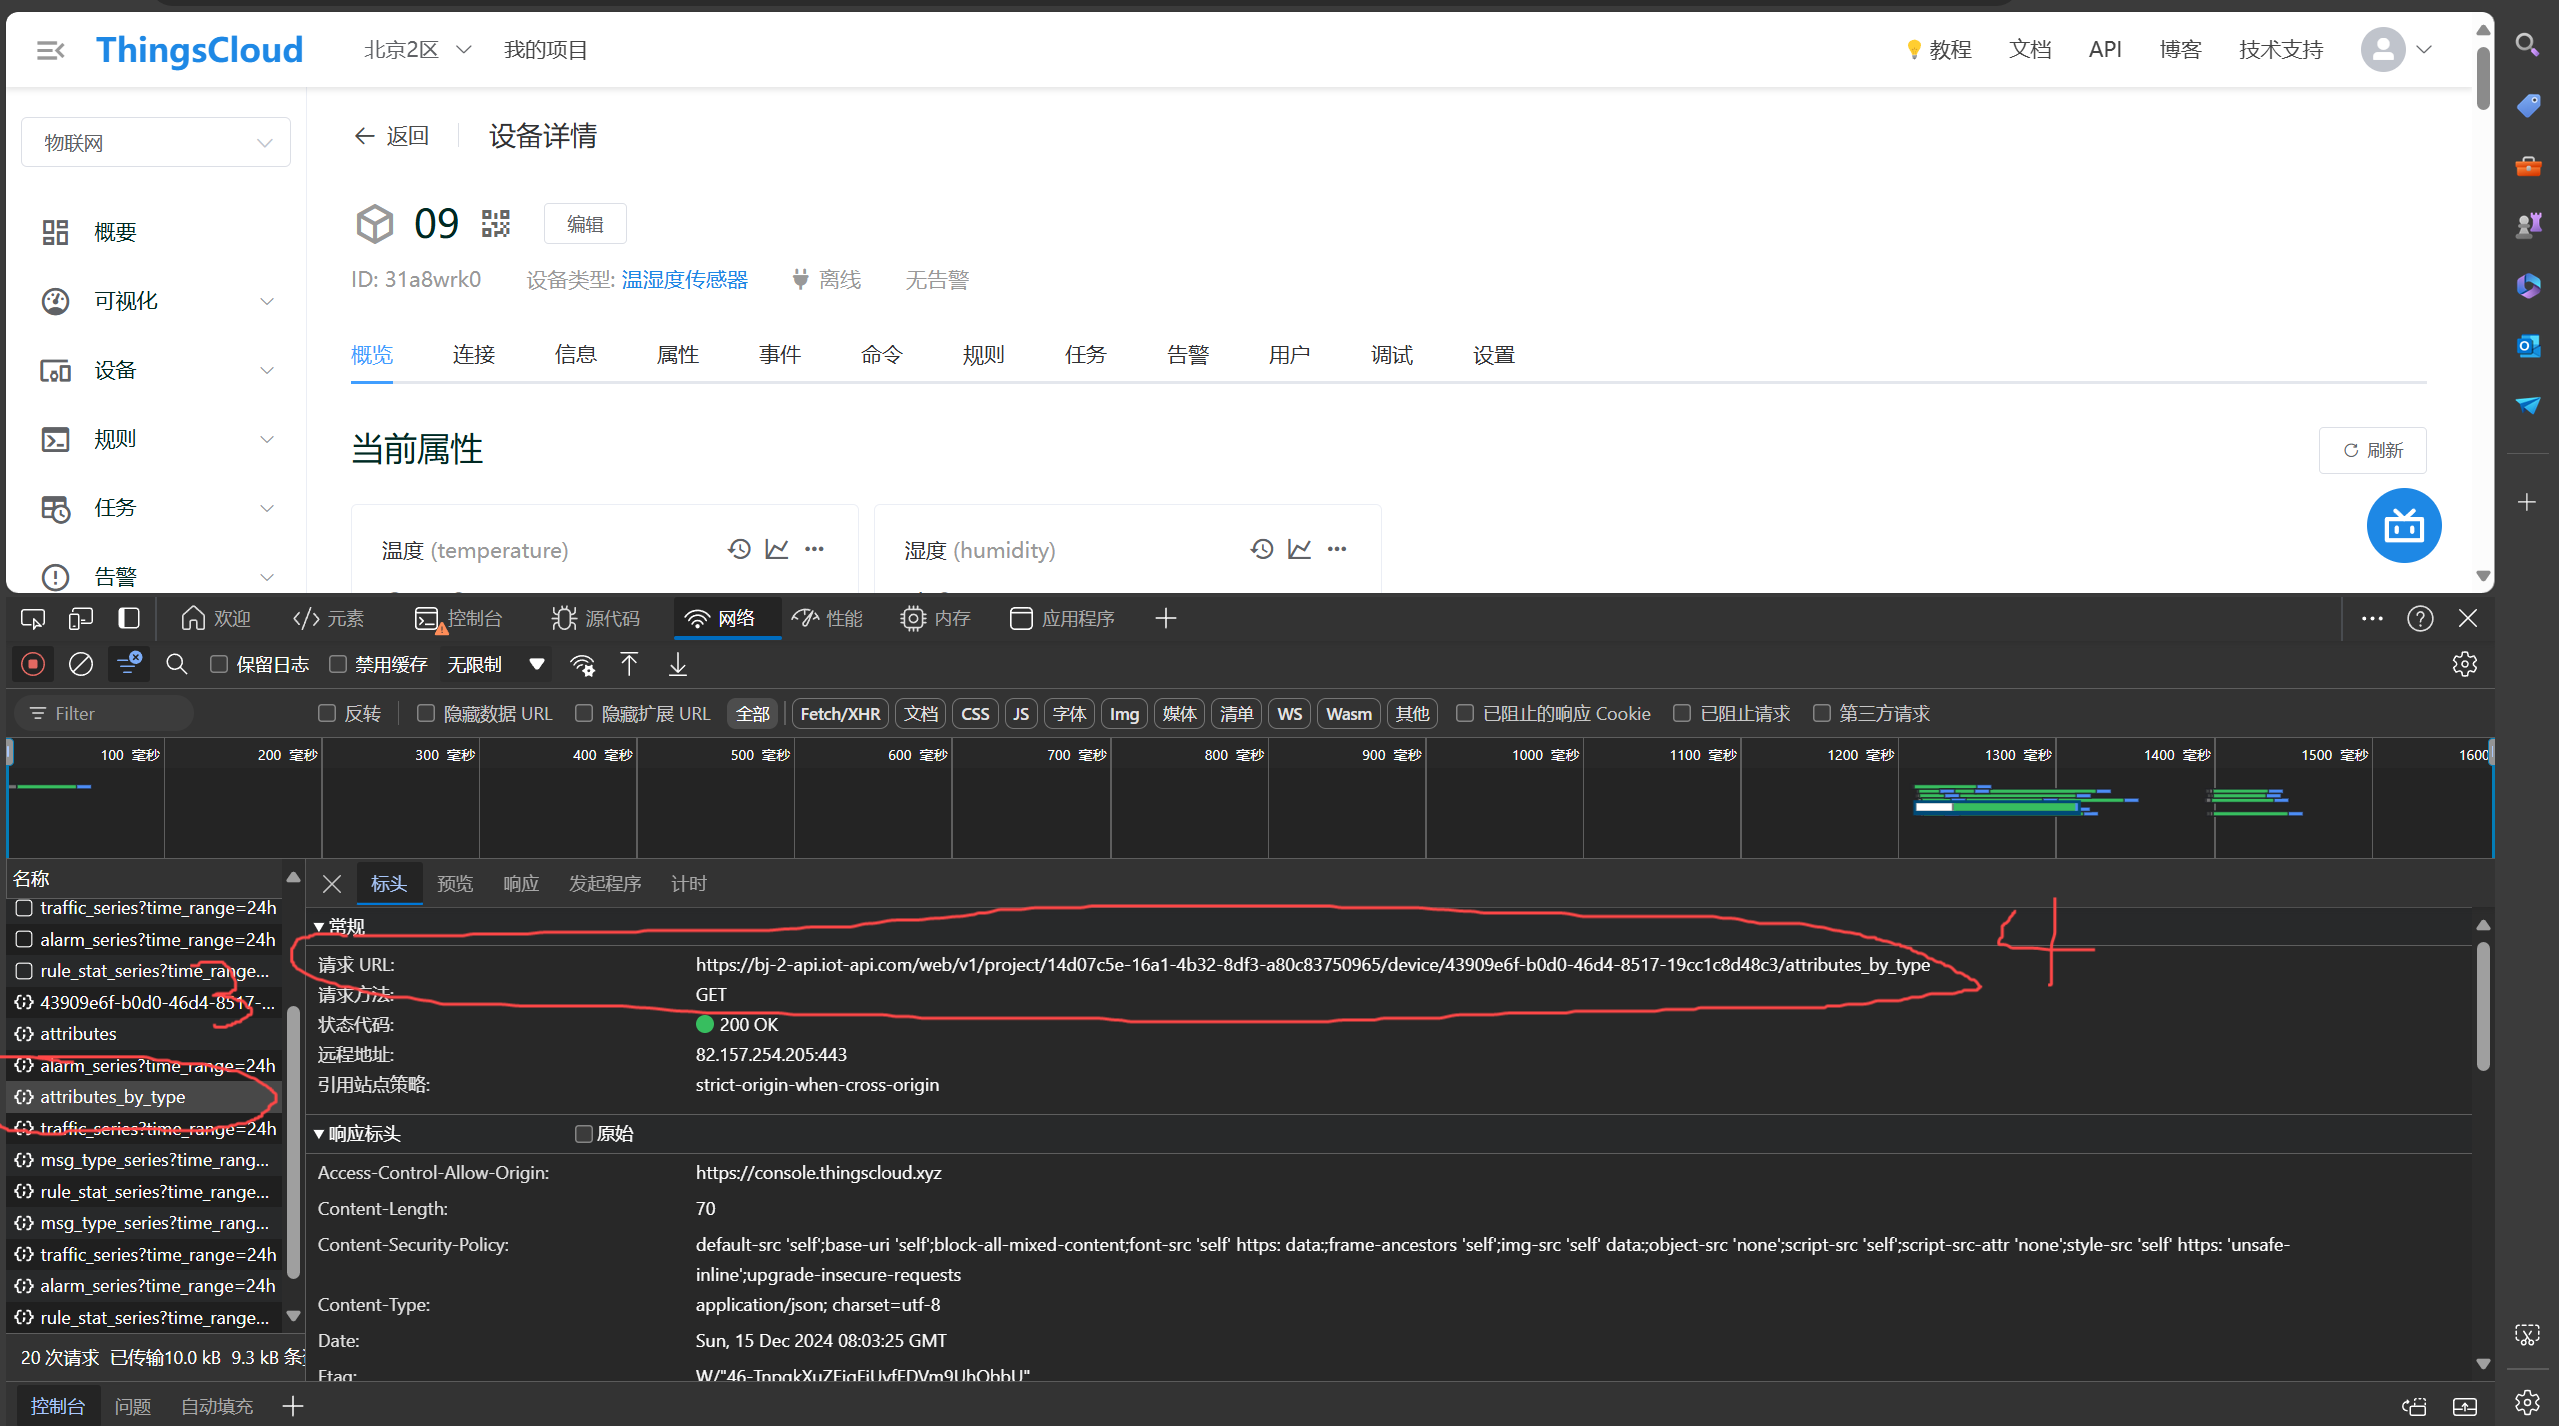 ThingsCloud 北京2区 我的项目 教程 文档 API 博客 技术支持
物联网
概要
可视化
设备
规则
任务
告警
返回 设备详情
09 编辑
ID: 31a8wrk0 设备类型: 温湿度传感器 离线 无告警
概览 连接 信息 属性 事件 命令 规则 任务 告警 用户 调试 设置
当前属性 刷新
温度 (temperature)
湿度 (humidity)
欢迎 元素 控制台 源代码 网络 性能 内存 应用程序
保留日志 禁用缓存 无限制
Filter 反转 隐藏数据 URL 隐藏扩展 URL 全部 Fetch/XHR 文档 CSS JS 字体 Img 媒体 清单 WS Wasm 其他 已阻止的响应 Cookie 已阻止请求 第三方请求
100 毫秒 200 毫秒 300 毫秒 400 毫秒 500 毫秒 600 毫秒 700 毫秒 800 毫秒 900 毫秒 1000 毫秒 1100 毫秒 1200 毫秒 1300 毫秒 1400 毫秒 1500 毫秒 1600
名称
traffic_series?time_range=24h
alarm_series?time_range=24h
rule_stat_series?time_range...
43909e6f-b0d0-46d4-8517-...
attributes
alarm_series?time_range=24h
attributes_by_type
traffic_series?time_range=24h
msg_type_series?time_rang...
rule_stat_series?time_range...
msg_type_series?time_rang...
traffic_series?time_range=24h
alarm_series?time_range=24h
rule_stat_series?time_range...
3
20 次请求 已传输10.0 kB 9.3 kB 条
标头 预览 响应 发起程序 计时
常规
4
请求 URL: https://bj-2-api.iot-api.com/web/v1/project/14d07c5e-16a1-4b32-8df3-a80c83750965/device/43909e6f-b0d0-46d4-8517-19cc1c8d48c3/attributes_by_type
请求方法: GET
状态代码: 200 OK
远程地址: 82.157.254.205:443
引用站点策略: strict-origin-when-cross-origin
响应标头 原始
Access-Control-Allow-Origin: https://console.thingscloud.xyz
Content-Length: 70
Content-Security-Policy: default-src 'self';base-uri 'self';block-all-mixed-content;font-src 'self' https: data:;frame-ancestors 'self';img-src 'self' data:;object-src 'none';script-src 'self';script-src-attr 'none';style-src 'self' https: 'unsafe-
inline';upgrade-insecure-requests
Content-Type: application/json; charset=utf-8
Date: Sun, 15 Dec 2024 08:03:25 GMT
Etag:
控制台 问题 自动填充